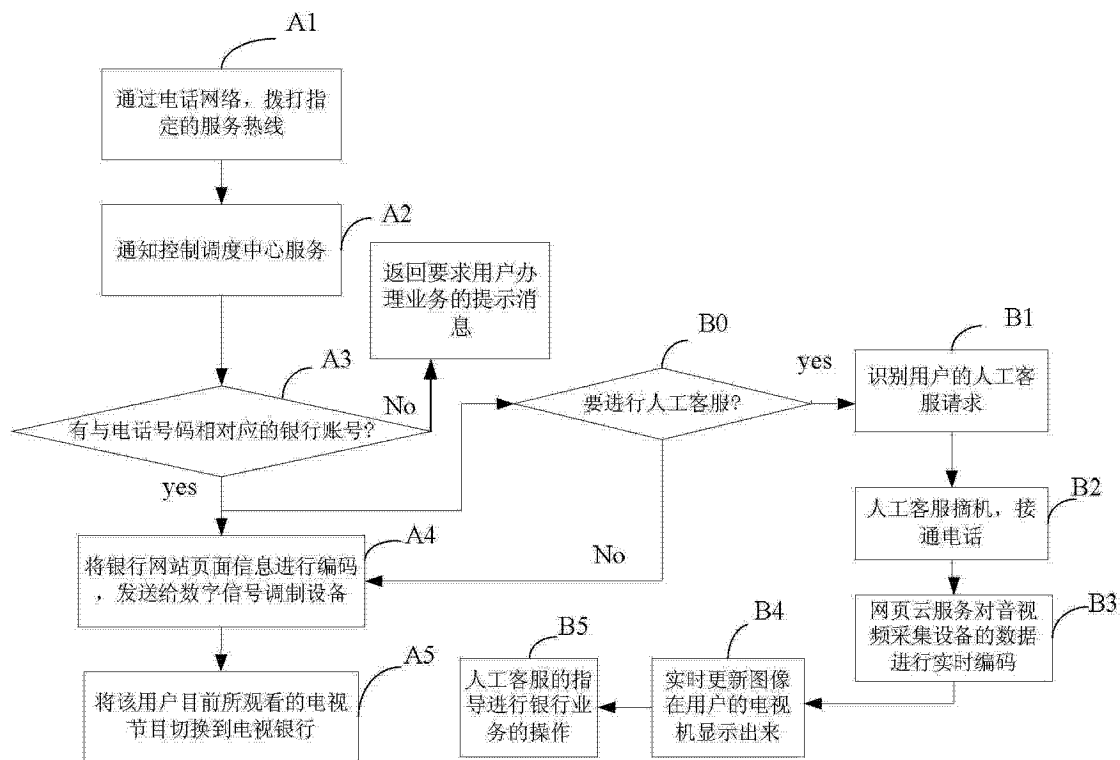 A1
通过电话网络，拨打指
定的服务热线
A2
通知控制调度中心服务
返回要求用户办
理业务的提示消
息
A3
有与电话号码相对应的银行账号?
No
yes
B0
要进行人工客服?
yes
No
B1
识别用户的人工客
服请求
B2
人工客服摘机，接
通电话
A4
将银行网站页面信息进行编码
，发送给数字信号调制设备
B3
网页云服务对音视
频采集设备的数据
进行实时编码
B4
实时更新图像
在用户的电视
机显示出来
B5
人工客服的指
导进行银行业
务的操作
A5
将该用户目前所观看的电视
节目切换到电视银行